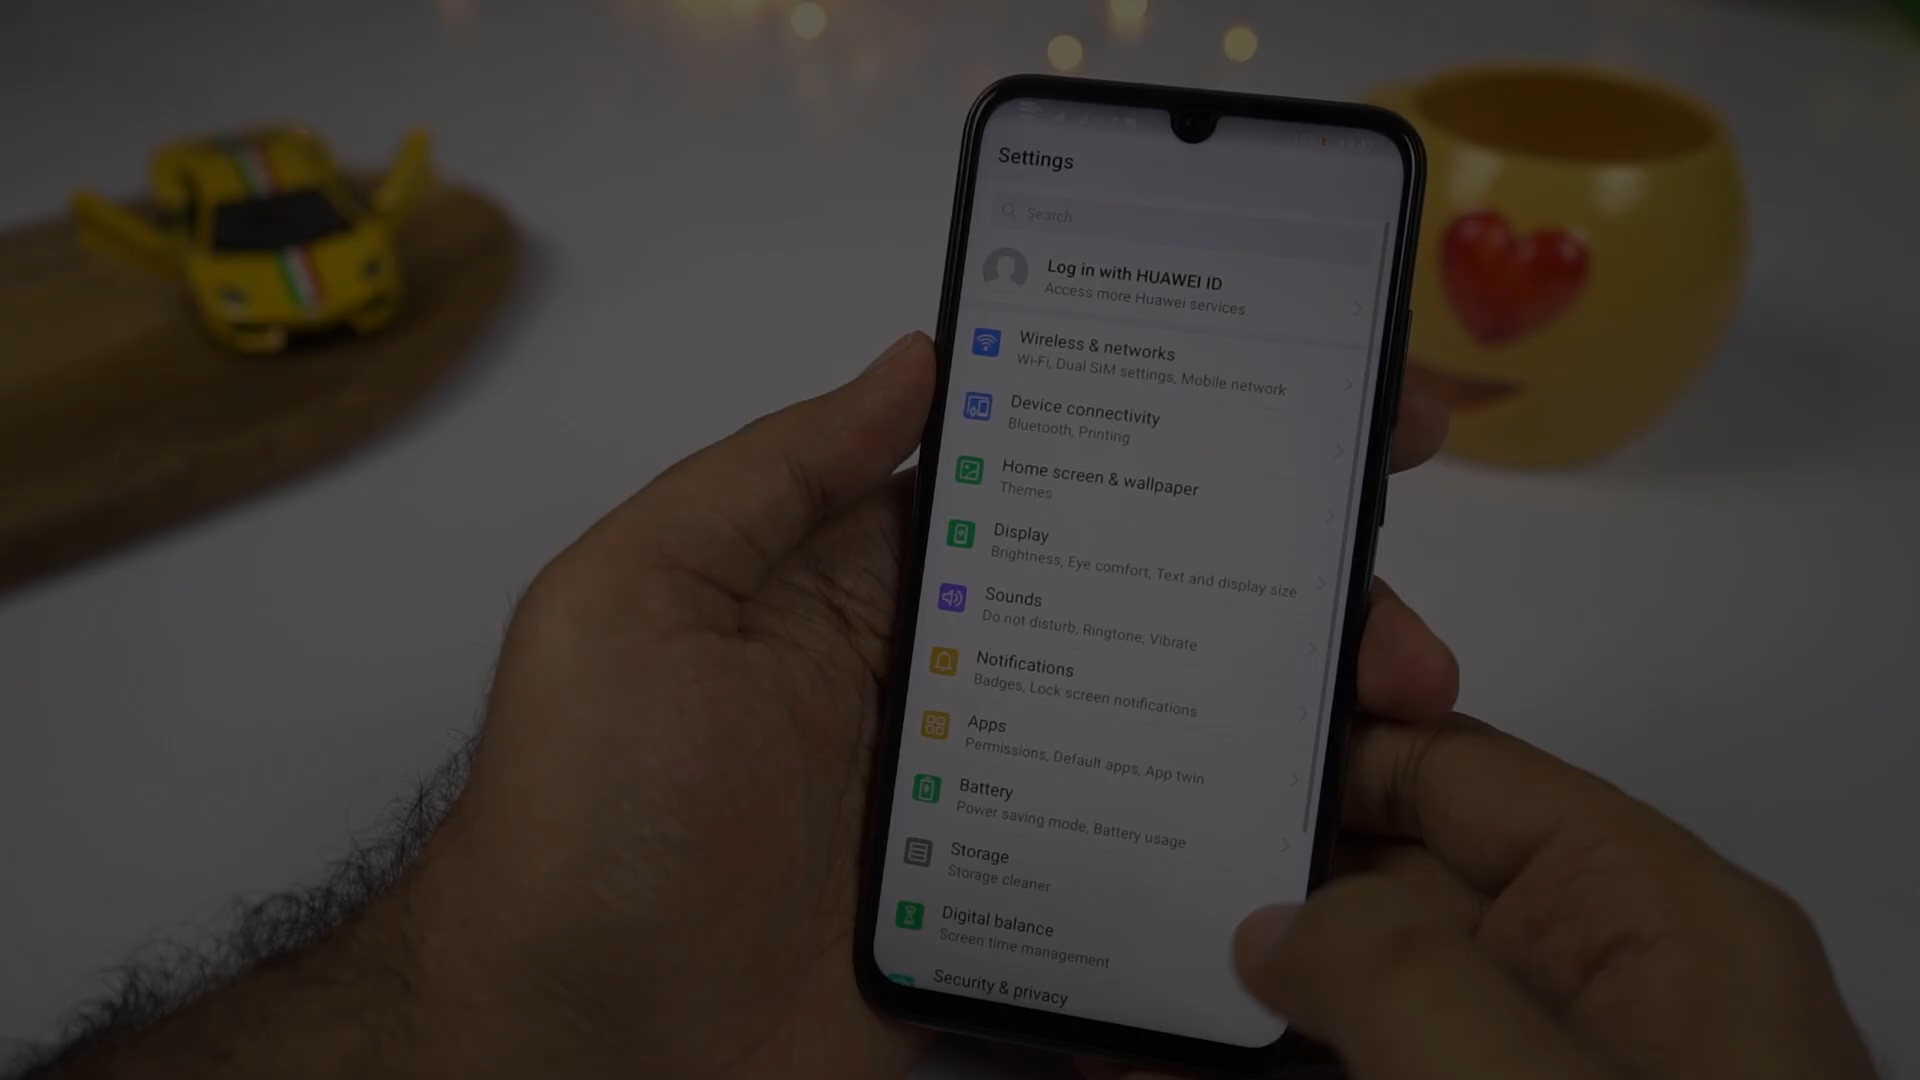 Settings
Search
Log in with HUAWEI ID
Access more Huawei services
Wireless & networks
Wi-Fi, Dual SIM settings, Mobile network
Device connectivity
Bluetooth, Printing
Home screen & wallpaper
Themes
Display
Brightness, Eye comfort, Text and display size
Sounds
Do not disturb, Ringtone, Vibrate
Notifications
Badges, Lock screen notifications
Apps
Permissions, Default apps, App twin
Battery
Power saving mode, Battery usage
Storage
Storage cleaner
Digital balance
Screen time management
Security & privacy